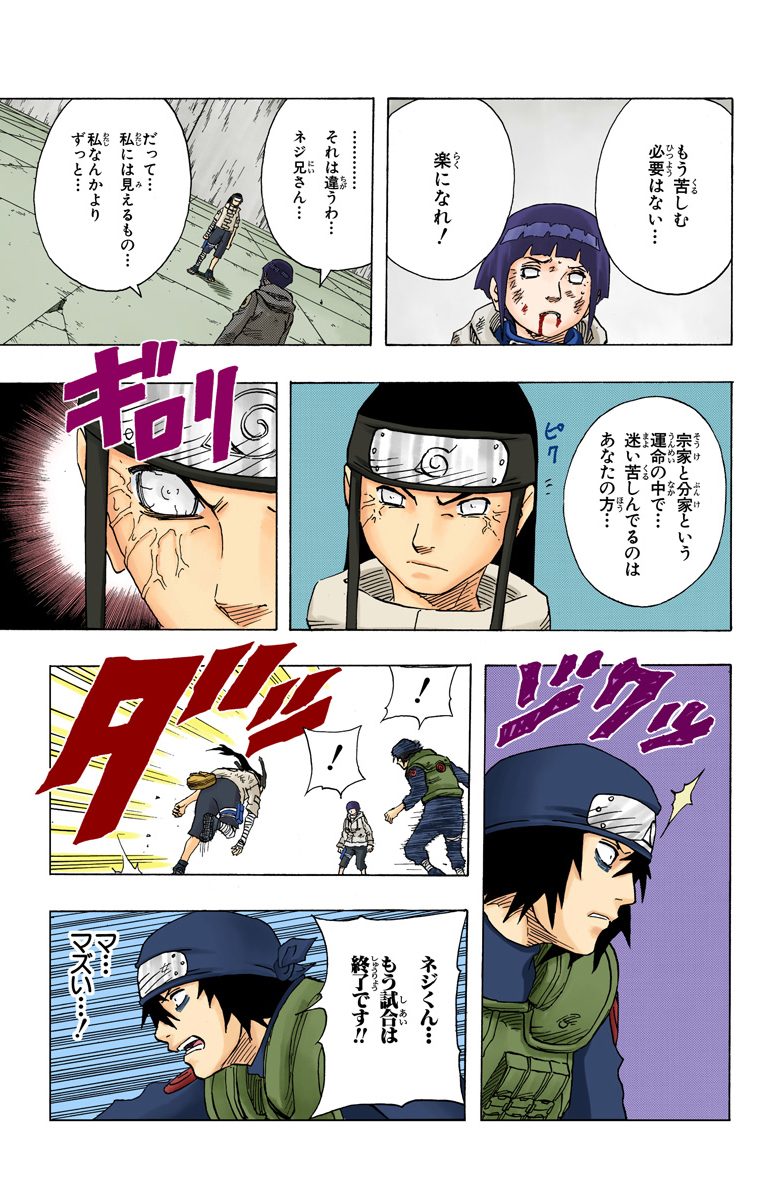 もう苦しむ
必要はない…
楽になれ！
…………
それは違うわ…
ネジ兄さん…
だって…
私には見えるもの…
私なんかより
ずっと…
宗家と分家という
運命の中で…
迷い苦しんでるのは
あなたの方…
ピク
ギロリ
ジクッ
！
！
ダッ
ネジくん…
もう試合は
終了です!!
マ…
マズい…！